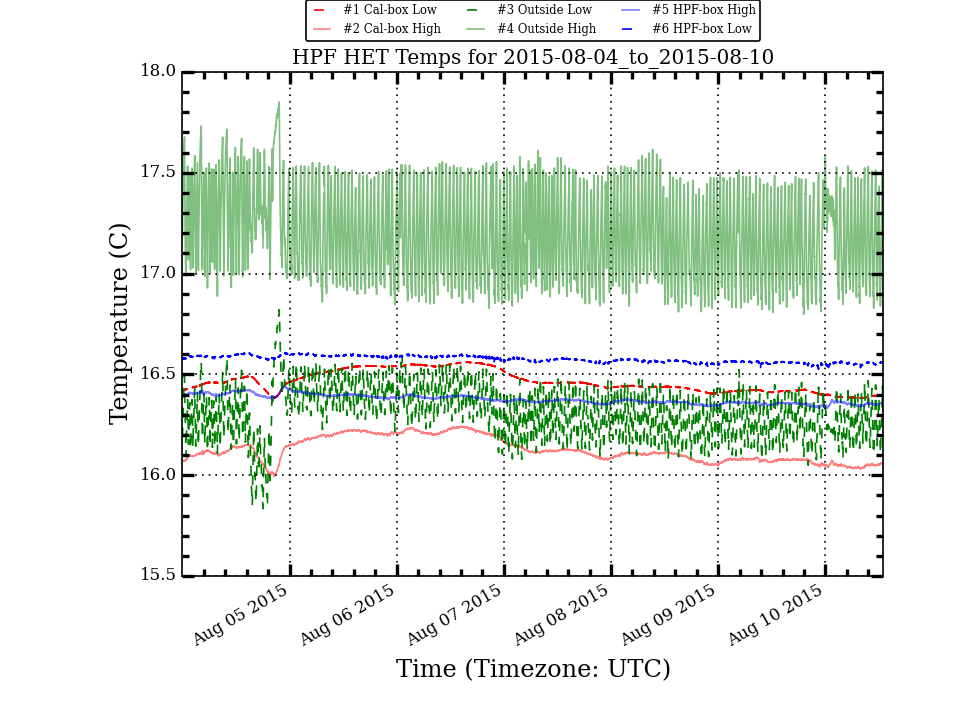 #1 Cal-box Low #3 Outside Low #5 HPF-box High
#2 Cal-box High #4 Outside High #6 HPF-box Low
HPF HET Temps for 2015-08-04_to_2015-08-10
18.0
17.5
17.0
16.5
16.0
15.5
Temperature (C)
Aug 05 2015 Aug 06 2015 Aug 07 2015 Aug 08 2015 Aug 09 2015 Aug 10 2015
Time (Timezone: UTC)